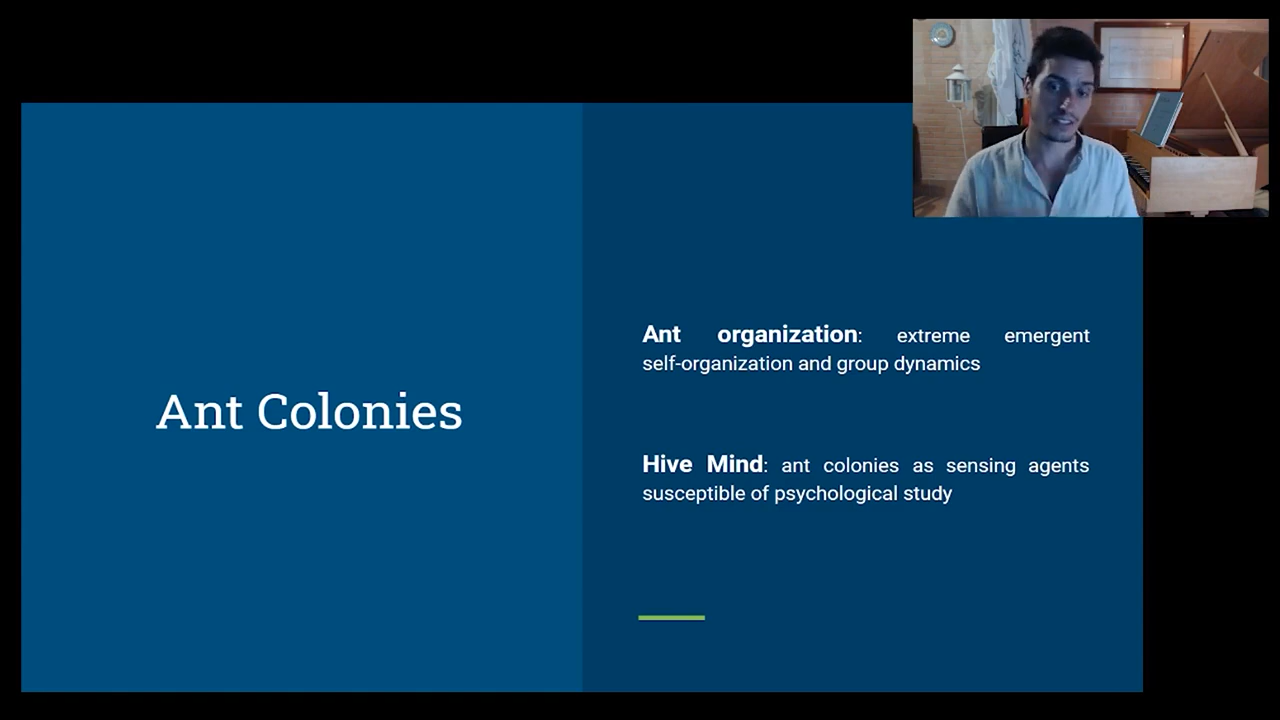 Ant Colonies
Ant organization: extreme emergent
self-organization and group dynamics
Hive Mind: ant colonies as sensing agents
susceptible of psychological study